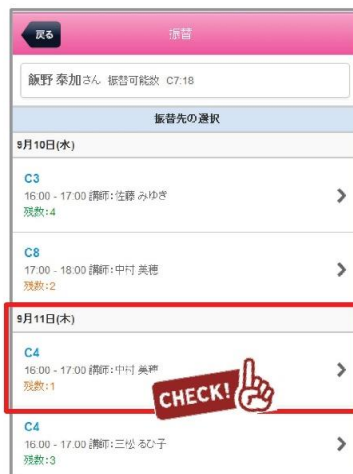 戻る
振替
飯野 泰加さん 振替可能数 C7:18
振替先の選択
9月10日(水)
C3
16:00 - 17:00 講師:佐藤 みゆき
残数:4
C8
17:00 - 18:00 講師:中村 美穂
残数:2
9月11日(木)
C4
16:00 - 17:00 講師:中村 美穂
残数:1
CHECK!
C4
16:00 - 17:00 講師:三松 るひ子
残数:3